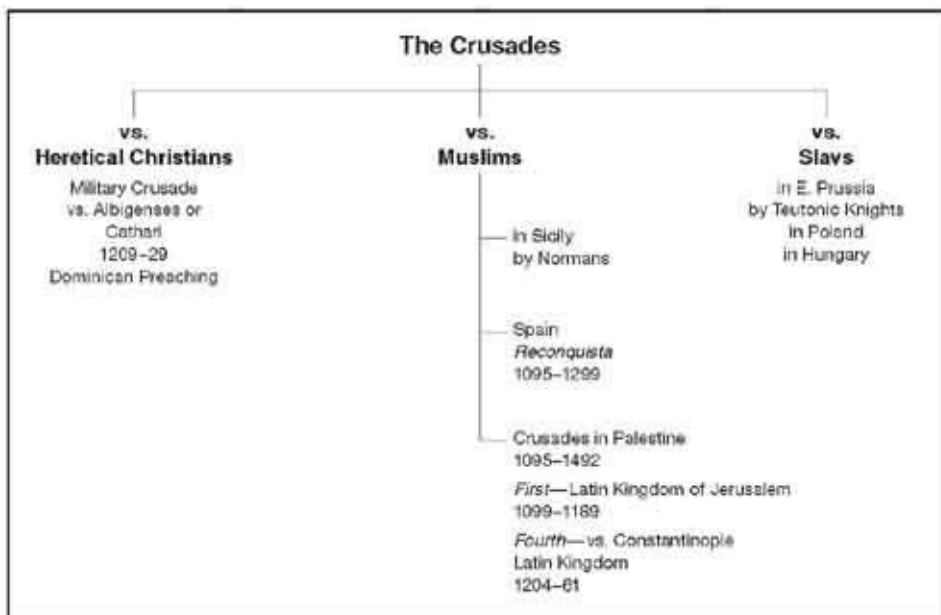 The Crusades
vs.
Heretical Christians
Military Crusade
vs. Albigenses or
Cathari
1209–29
Dominican Preaching
vs.
Muslims
in Sicily
by Normans
Spain
Reconquista
1095–1299
Crusades in Palestine
1095–1492
First—Latin Kingdom of Jerusalem
1099–1189
Fourth—vs. Constantinople
Latin Kingdom
1204–61
vs.
Slavs
in E. Prussia
by Teutonic Knights
in Poland
in Hungary